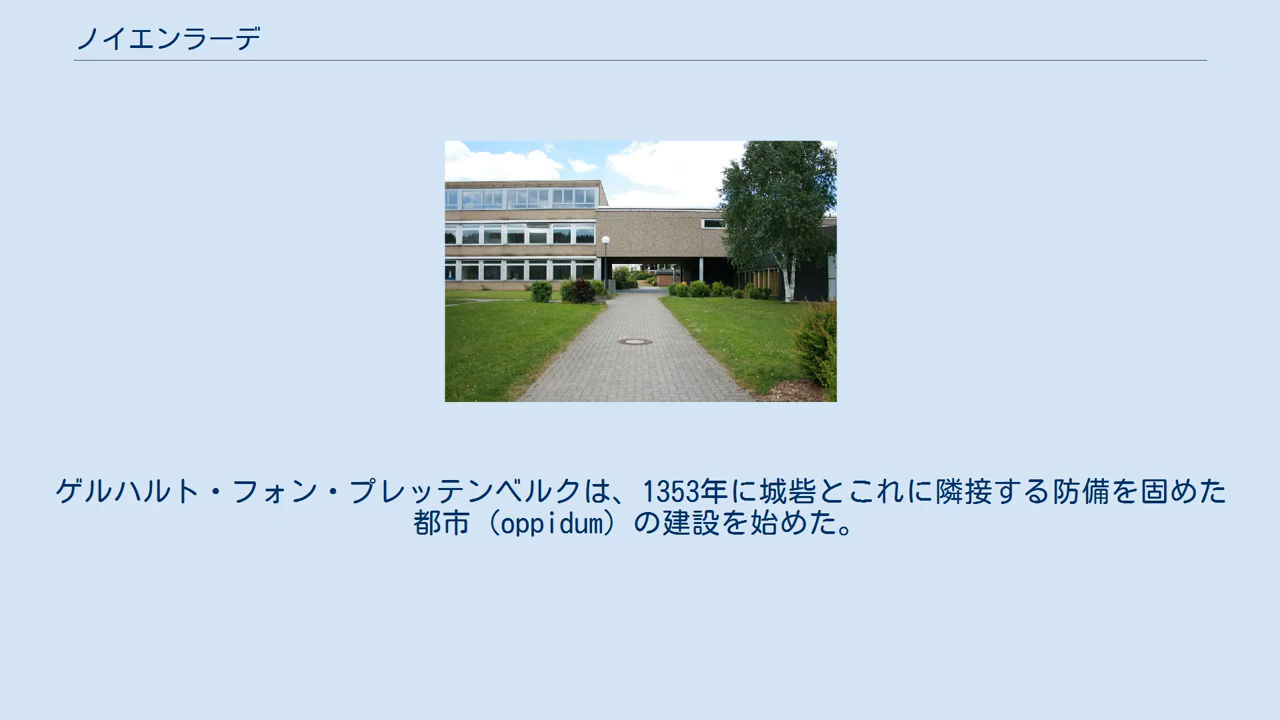 ノイエンラーデ
ゲルハルト・フォン・プレッテンベルクは、1353年に城砦とこれに隣接する防備を固めた
都市（oppidum）の建設を始めた。